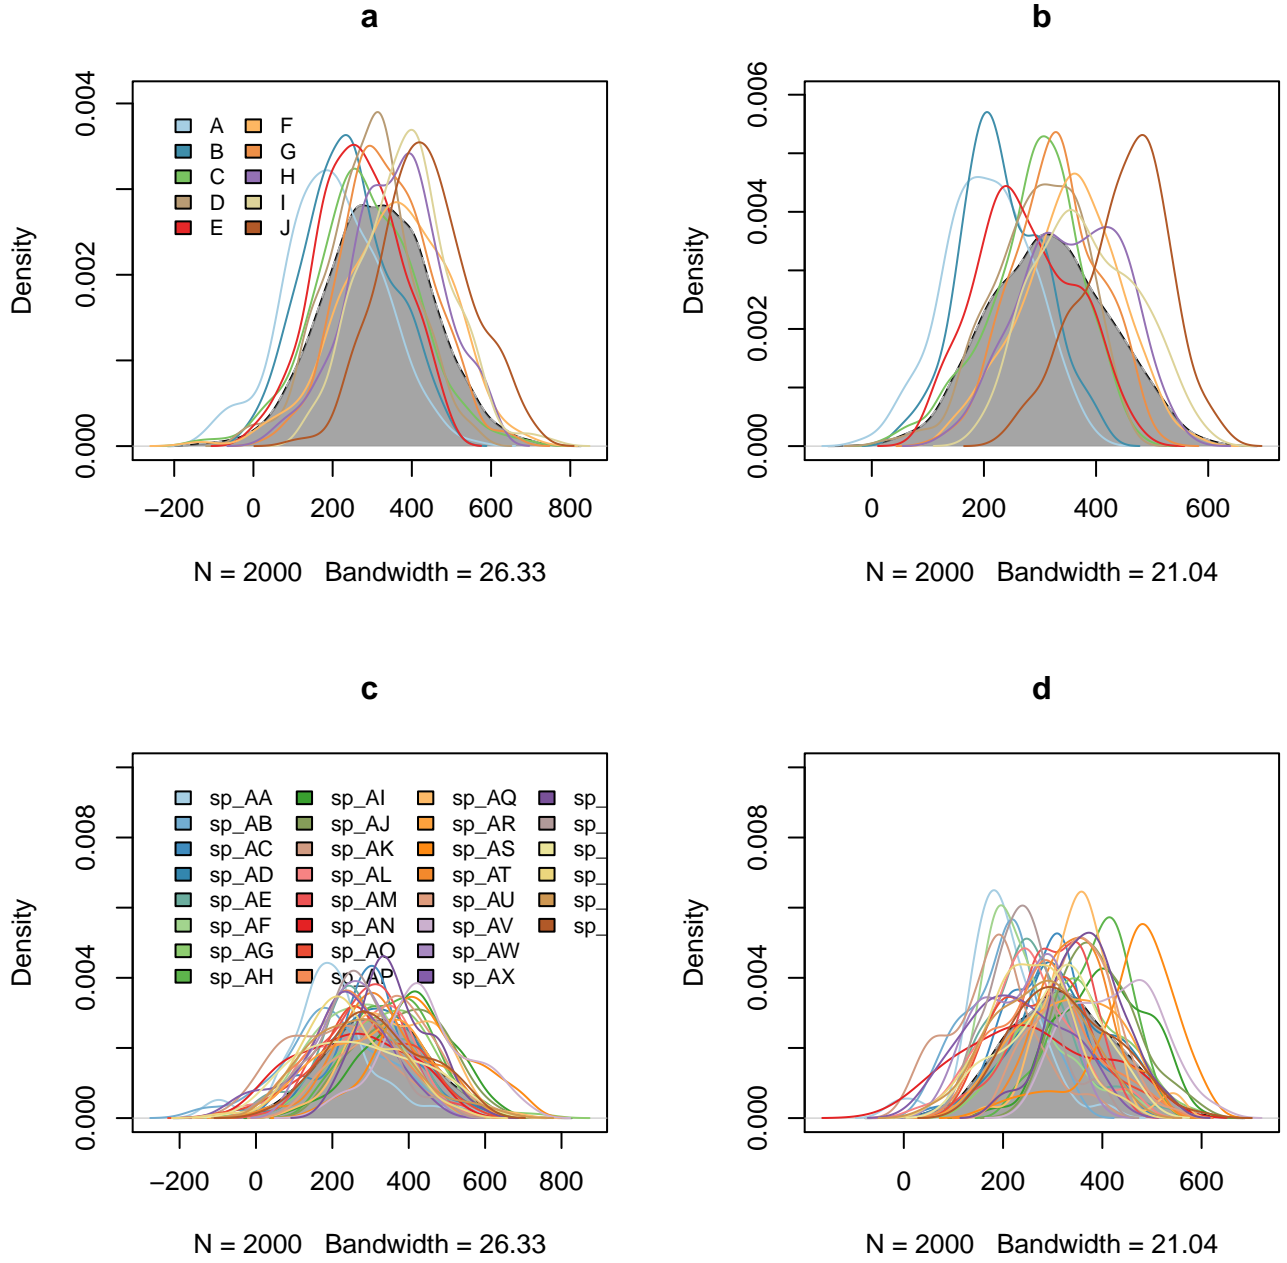 a
0.004
0.002
0.000
Density
A F
B G
C H
D I
E J
−200 0 200 400 600 800
N = 2000 Bandwidth = 26.33
b
0.006
0.004
0.002
0.000
Density
0 200 400 600
N = 2000 Bandwidth = 21.04
c
0.008
0.004
0.000
Density
sp_AA sp_AI sp_AQ sp_
sp_AB sp_AJ sp_AR sp_
sp_AC sp_AK sp_AS sp_
sp_AD sp_AL sp_AT sp_
sp_AE sp_AM sp_AU sp_
sp_AF sp_AN sp_AV sp_
sp_AG sp_AO sp_AW
sp_AH sp_AP sp_AX
−200 0 200 400 600 800
N = 2000 Bandwidth = 26.33
d
0.008
0.004
0.000
Density
0 200 400 600
N = 2000 Bandwidth = 21.04